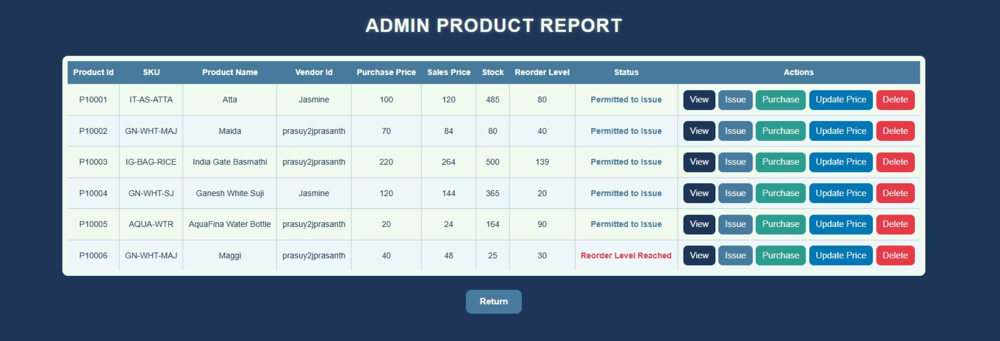 ADMIN PRODUCT REPORT
Product Id SKU Product Name Vendor Id Purchase Price Sales Price Stock Reorder Level Status Actions
P10001 IT-AS-ATTA Atta Jasmine 100 120 485 80 Permitted to Issue View Issue Purchase Update Price Delete
P10002 GN-WHT-MAJ Maida prasuy2jprasanth 70 84 80 40 Permitted to Issue View Issue Purchase Update Price Delete
P10003 IG-BAG-RICE India Gate Basmathi prasuy2jprasanth 220 264 500 139 Permitted to Issue View Issue Purchase Update Price Delete
P10004 GN-WHT-SJ Ganesh White Suji Jasmine 120 144 365 20 Permitted to Issue View Issue Purchase Update Price Delete
P10005 AQUA-WTR AquaFina Water Bottle prasuy2jprasanth 20 24 164 90 Permitted to Issue View Issue Purchase Update Price Delete
P10006 GN-WHT-MAJ Maggi prasuy2jprasanth 40 48 25 30 Reorder Level Reached View Issue Purchase Update Price Delete
Return